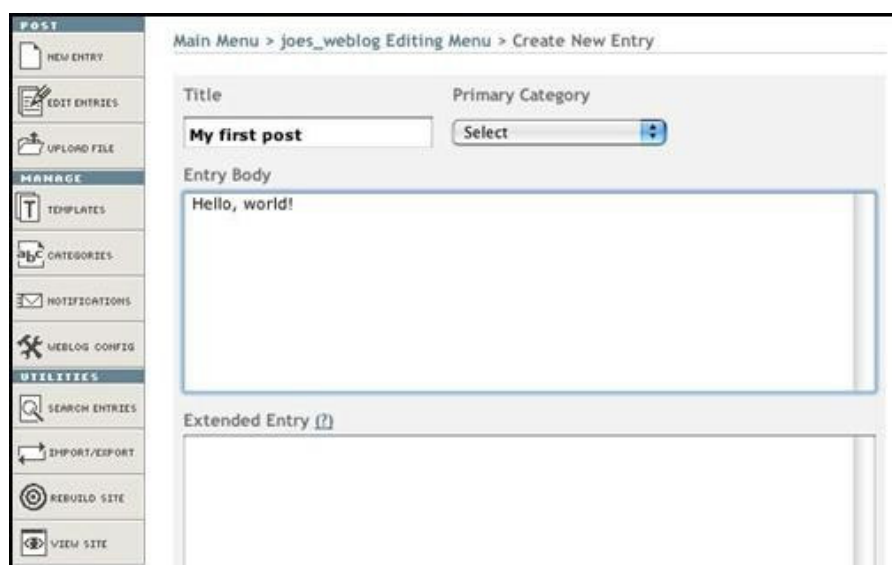 POST
NEW ENTRY
EDIT ENTRIES
UPLOAD FILE
MANAGE
TEMPLATES
abc CATEGORIES
NOTIFICATIONS
WEBLOG CONFIG
UTILITIES
SEARCH ENTRIES
IMPORT/EXPORT
REBUILD SITE
VIEW SITE
Main Menu > joes_weblog Editing Menu > Create New Entry
Title
Primary Category
My first post
Select
Entry Body
Hello, world!
Extended Entry (?)